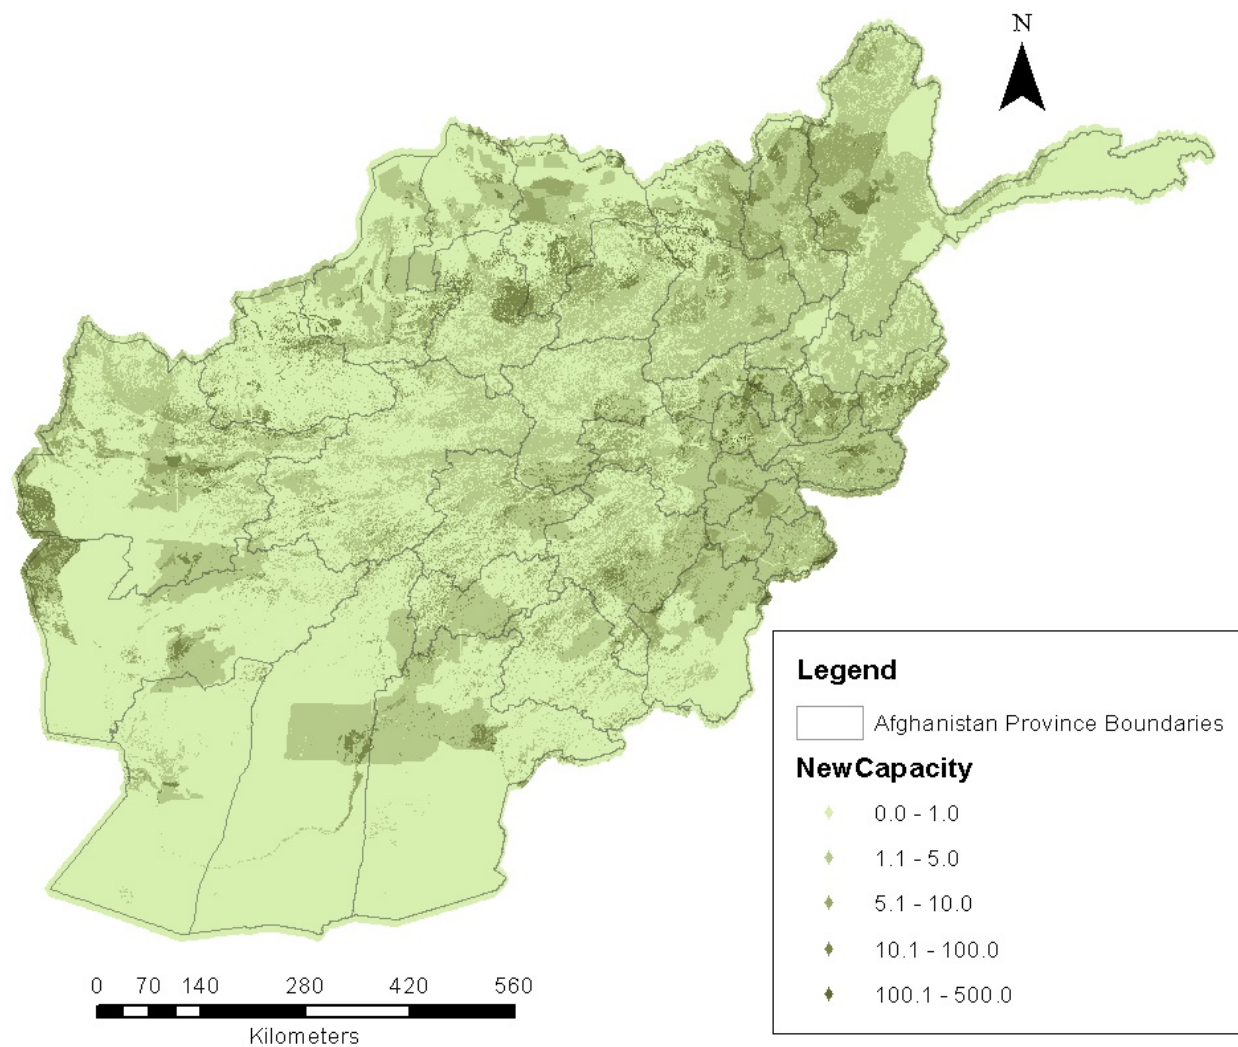 N
Legend
Afghanistan Province Boundaries
NewCapacity
0.0 - 1.0
1.1 - 5.0
5.1 - 10.0
10.1 - 100.0
100.1 - 500.0
0 70 140 280 420 560
Kilometers